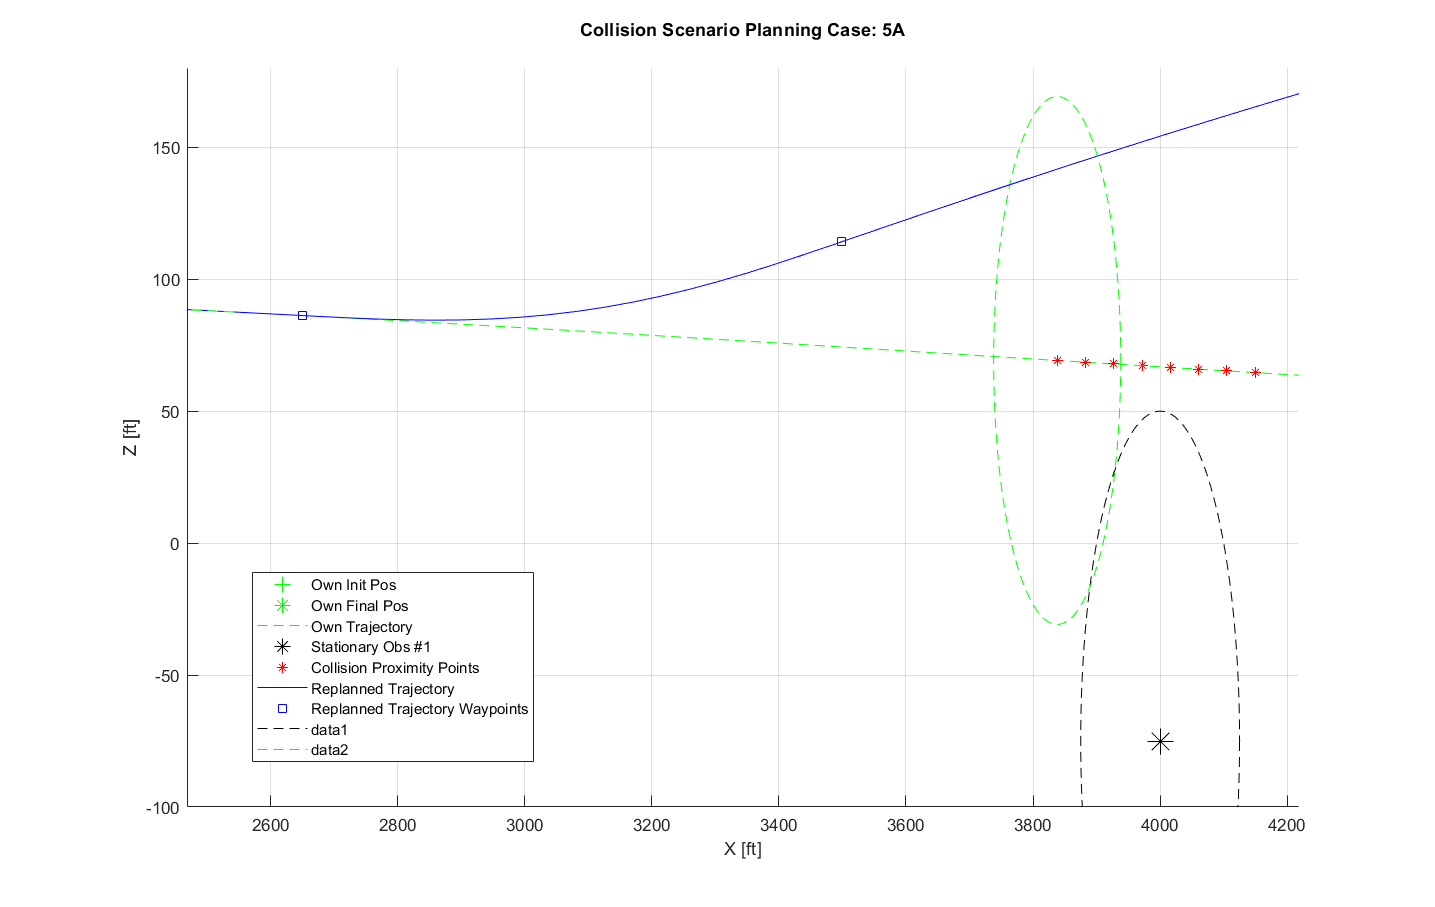 Collision Scenario Planning Case: 5A
150
100
50
0
-50
-100
Z [ft]
Own Init Pos
Own Final Pos
Own Trajectory
Stationary Obs #1
Collision Proximity Points
Replanned Trajectory
Replanned Trajectory Waypoints
data1
data2
2600 2800 3000 3200 3400 3600 3800 4000 4200
X [ft]